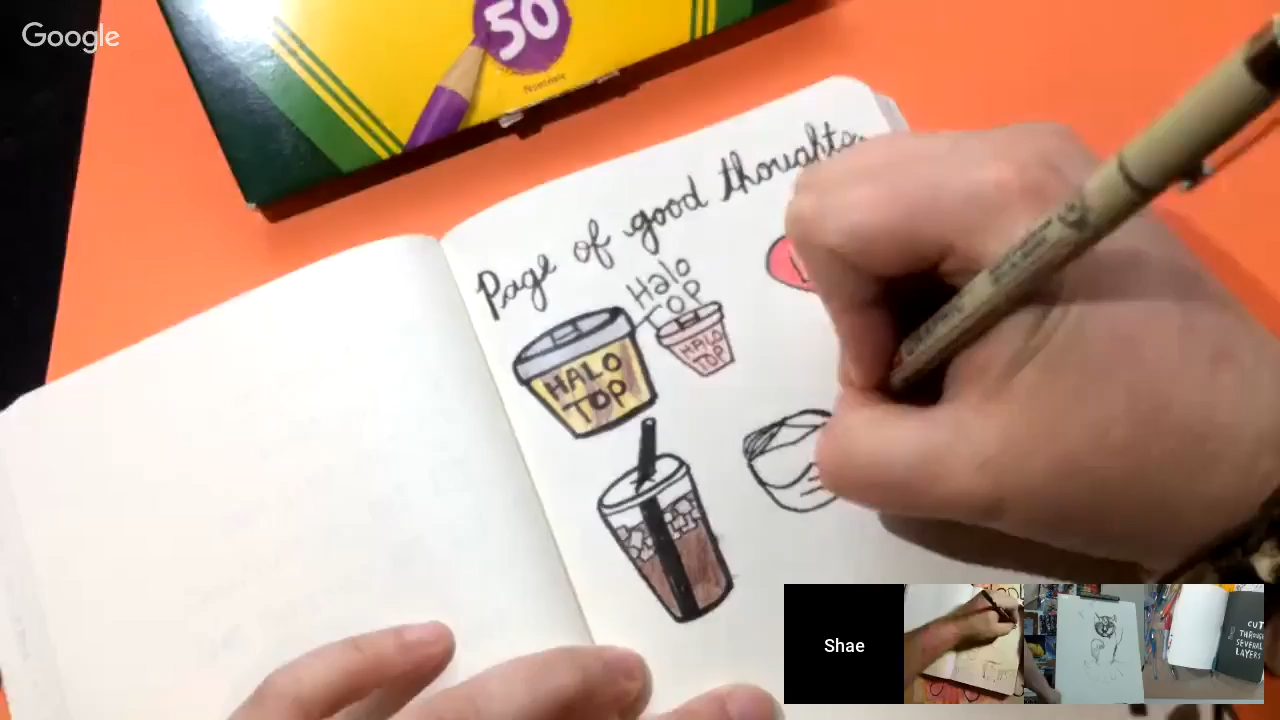 Google
50
Page of good thoughts.
Halo
TOP
HALO
TOP
HALO
TOP
Shae
CUT
THROUGH
SEVERAL
LAYERS